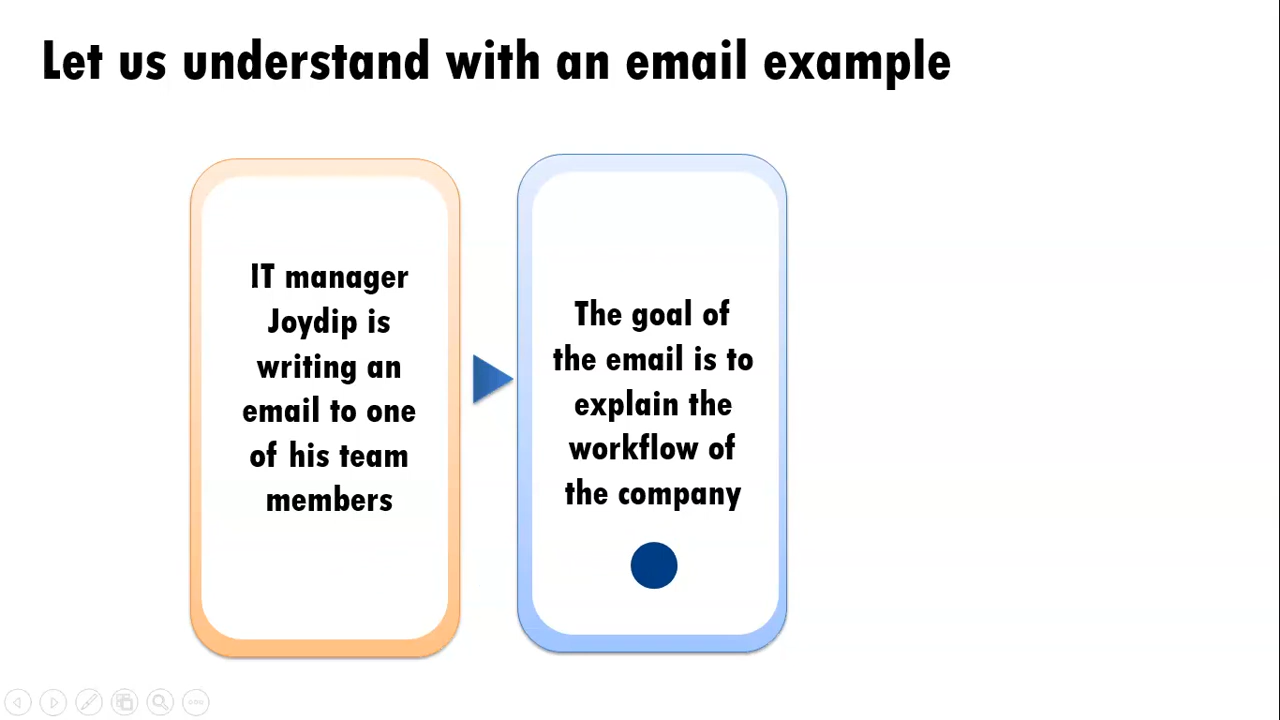 Let us understand with an email example
IT manager
Joydip is
writing an
email to one
of his team
members
The goal of
the email is to
explain the
workflow of
the company